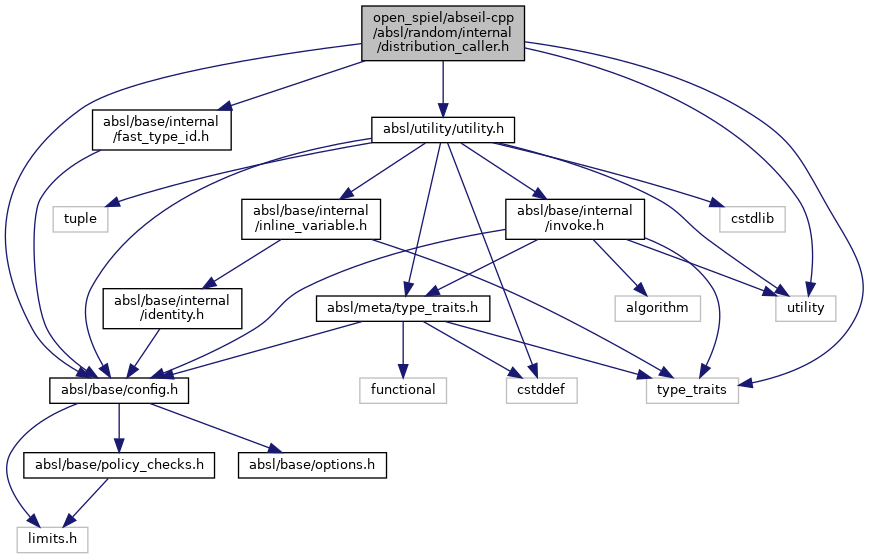 open_spiel/abseil-cpp
/absl/random/internal
/distribution_caller.h
absl/base/internal
/fast_type_id.h
absl/utility/utility.h
tuple
absl/base/internal
/inline_variable.h
absl/base/internal
/invoke.h
cstdlib
absl/base/internal
/identity.h
absl/meta/type_traits.h
algorithm
utility
absl/base/config.h
functional
cstddef
type_traits
absl/base/policy_checks.h
absl/base/options.h
limits.h